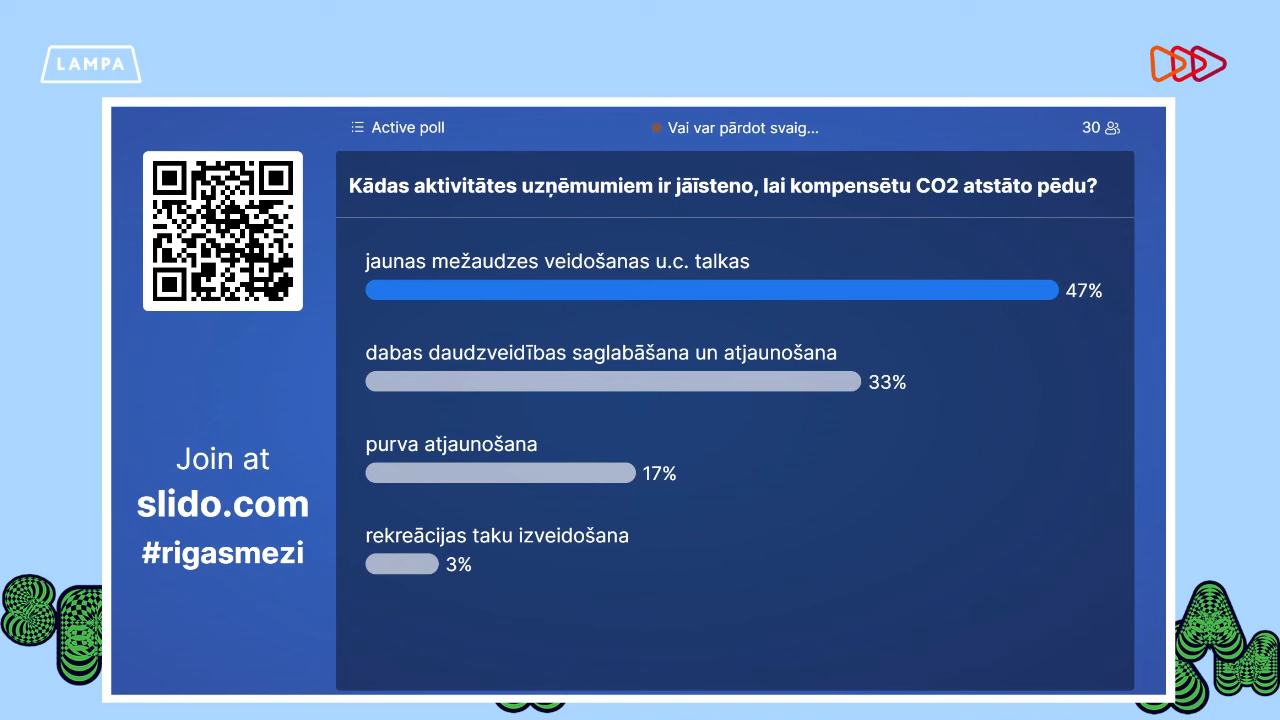 LAMPA
Active poll
Vai var pārdot svaig...
30
Kādas aktivitātes uzņēmumiem ir jāīsteno, lai kompensētu CO2 atstāto pēdu?
jaunas mežaudzes veidošanas u.c. talkas
47%
dabas daudzveidības saglabāšana un atjaunošana
33%
purva atjaunošana
17%
rekreācijas taku izveidošana
3%
Join at
slido.com
#rigasmezi